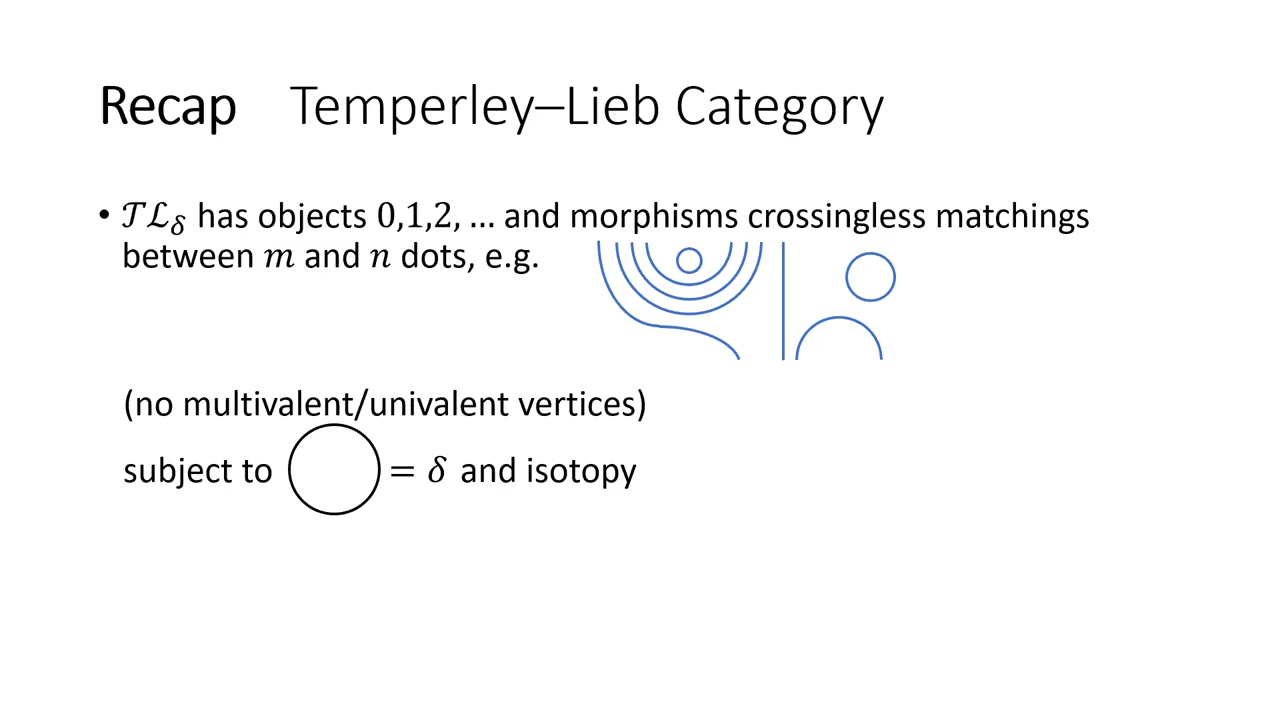 Recap Temperley–Lieb Category
• 𝒯ℒ_δ has objects 0,1,2, … and morphisms crossingless matchings
between m and n dots, e.g.
(no multivalent/univalent vertices)
subject to = δ and isotopy